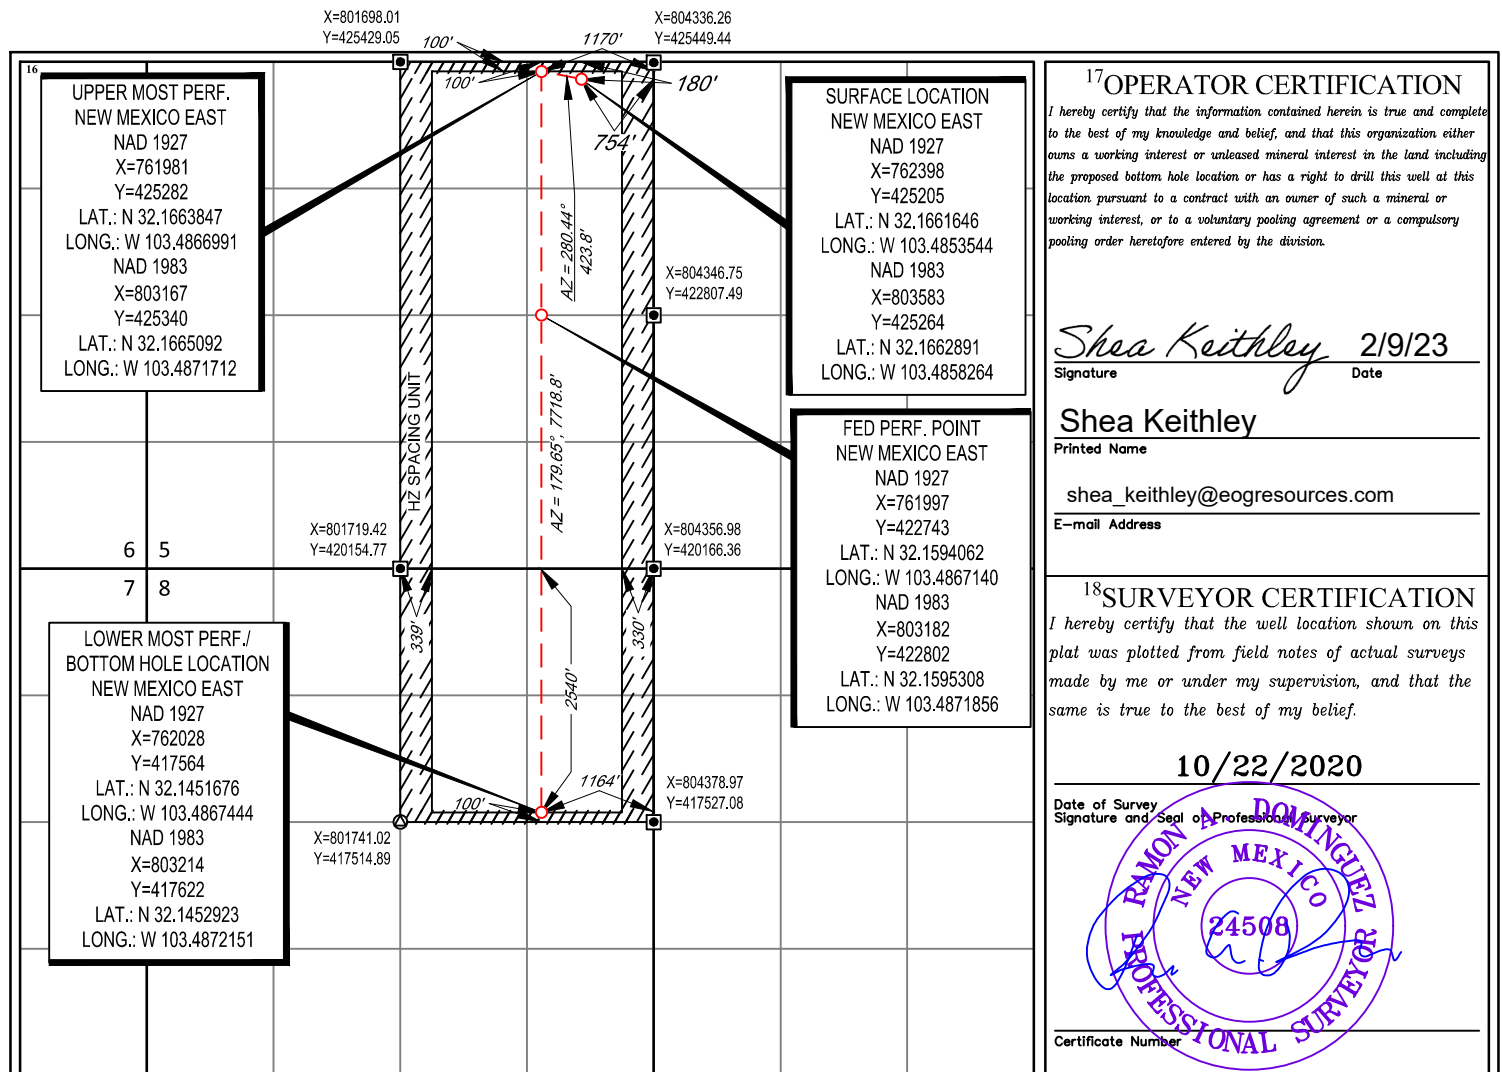 X=801698.01
Y=425429.05
X=804336.26
Y=425449.44
100'
1170'
16
100'
180'
754'
UPPER MOST PERF.
NEW MEXICO EAST
NAD 1927
X=761981
Y=425282
LAT.: N 32.1663847
LONG.: W 103.4866991
NAD 1983
X=803167
Y=425340
LAT.: N 32.1665092
LONG.: W 103.4871712
SURFACE LOCATION
NEW MEXICO EAST
NAD 1927
X=762398
Y=425205
LAT.: N 32.1661646
LONG.: W 103.4853544
NAD 1983
X=803583
Y=425264
LAT.: N 32.1662891
LONG.: W 103.4858264
AZ = 280.44°
423.8'
X=804346.75
Y=422807.49
HZ SPACING UNIT
AZ = 179.65°, 7718.8'
FED PERF. POINT
NEW MEXICO EAST
NAD 1927
X=761997
Y=422743
LAT.: N 32.1594062
LONG.: W 103.4867140
NAD 1983
X=803182
Y=422802
LAT.: N 32.1595308
LONG.: W 103.4871856
X=801719.42
Y=420154.77
X=804356.98
Y=420166.36
6 5
7 8
339'
330'
2540'
LOWER MOST PERF./
BOTTOM HOLE LOCATION
NEW MEXICO EAST
NAD 1927
X=762028
Y=417564
LAT.: N 32.1451676
LONG.: W 103.4867444
NAD 1983
X=803214
Y=417622
LAT.: N 32.1452923
LONG.: W 103.4872151
100'
1164'
X=804378.97
Y=417527.08
X=801741.02
Y=417514.89
17 OPERATOR CERTIFICATION
I hereby certify that the information contained herein is true and complete
to the best of my knowledge and belief, and that this organization either
owns a working interest or unleased mineral interest in the land including
the proposed bottom hole location or has a right to drill this well at this
location pursuant to a contract with an owner of such a mineral or
working interest, or to a voluntary pooling agreement or a compulsory
pooling order heretofore entered by the division.
Shea Keithley 2/9/23
Signature Date
Shea Keithley
Printed Name
shea_keithley@eogresources.com
E-mail Address
18 SURVEYOR CERTIFICATION
I hereby certify that the well location shown on this
plat was plotted from field notes of actual surveys
made by me or under my supervision, and that the
same is true to the best of my belief.
10/22/2020
Date of Survey
Signature and Seal of Professional Surveyor
RAMON A. DOMINGUEZ
NEW MEXICO
24508
PROFESSIONAL SURVEYOR
Certificate Number